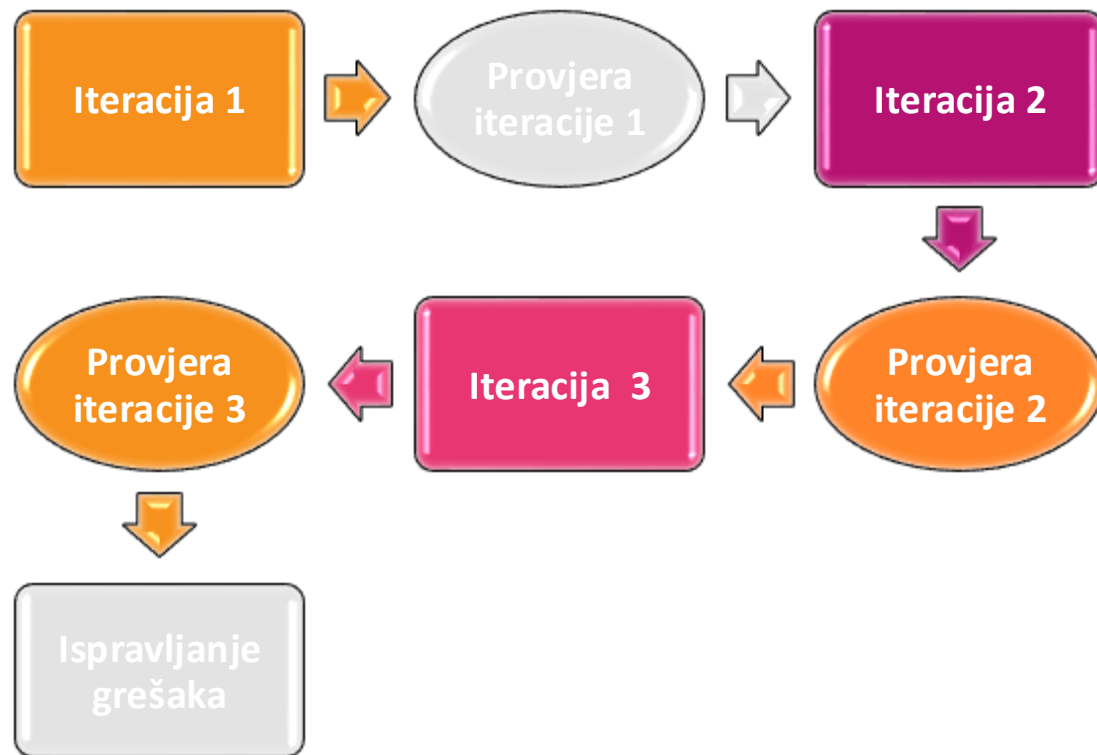 Iteracija 1
Provjera
iteracije 1
Iteracija 2
Provjera
iteracije 2
Iteracija 3
Provjera
iteracije 3
Ispravljanje
grešaka